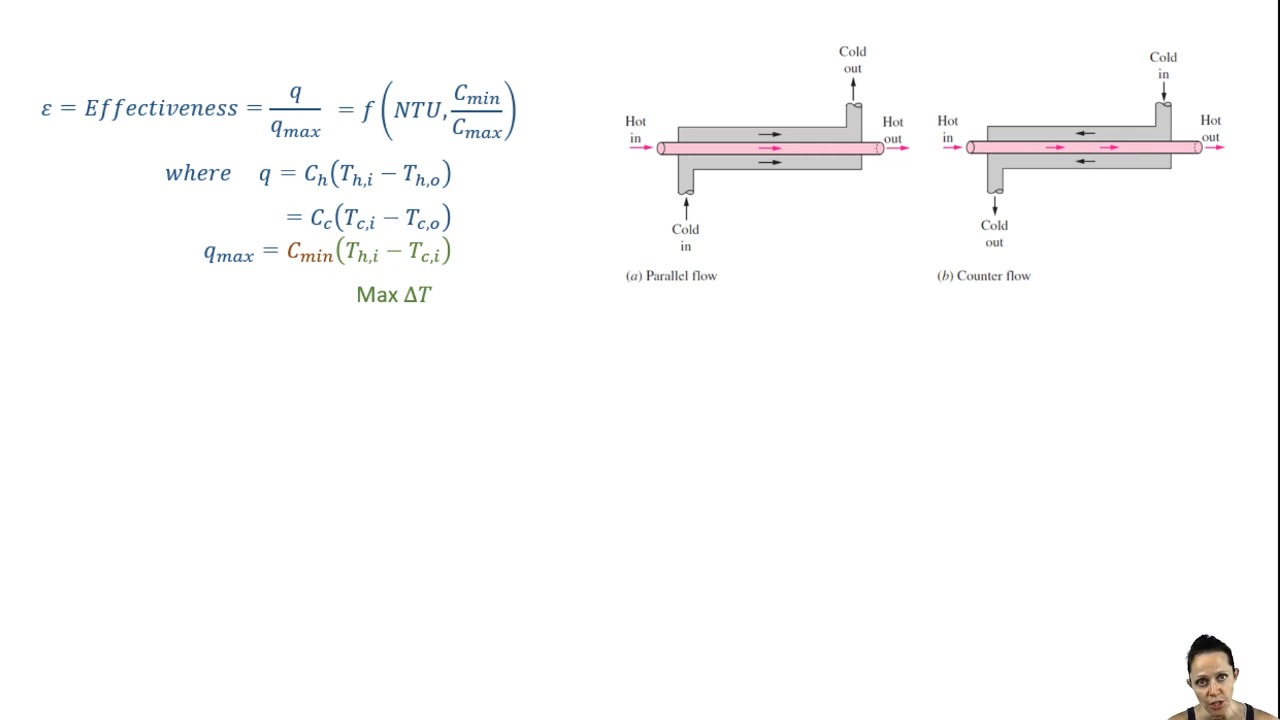 ε = Effectiveness = q/q_max = f(NTU, C_min/C_max)
where q = C_h(T_h,i − T_h,o)
= C_c(T_c,i − T_c,o)
q_max = C_min(T_h,i − T_c,i)
Max ΔT
Cold
out
Hot
in
Hot
out
Cold
in
(a) Parallel flow
Cold
in
Hot
in
Hot
out
Cold
out
(b) Counter flow